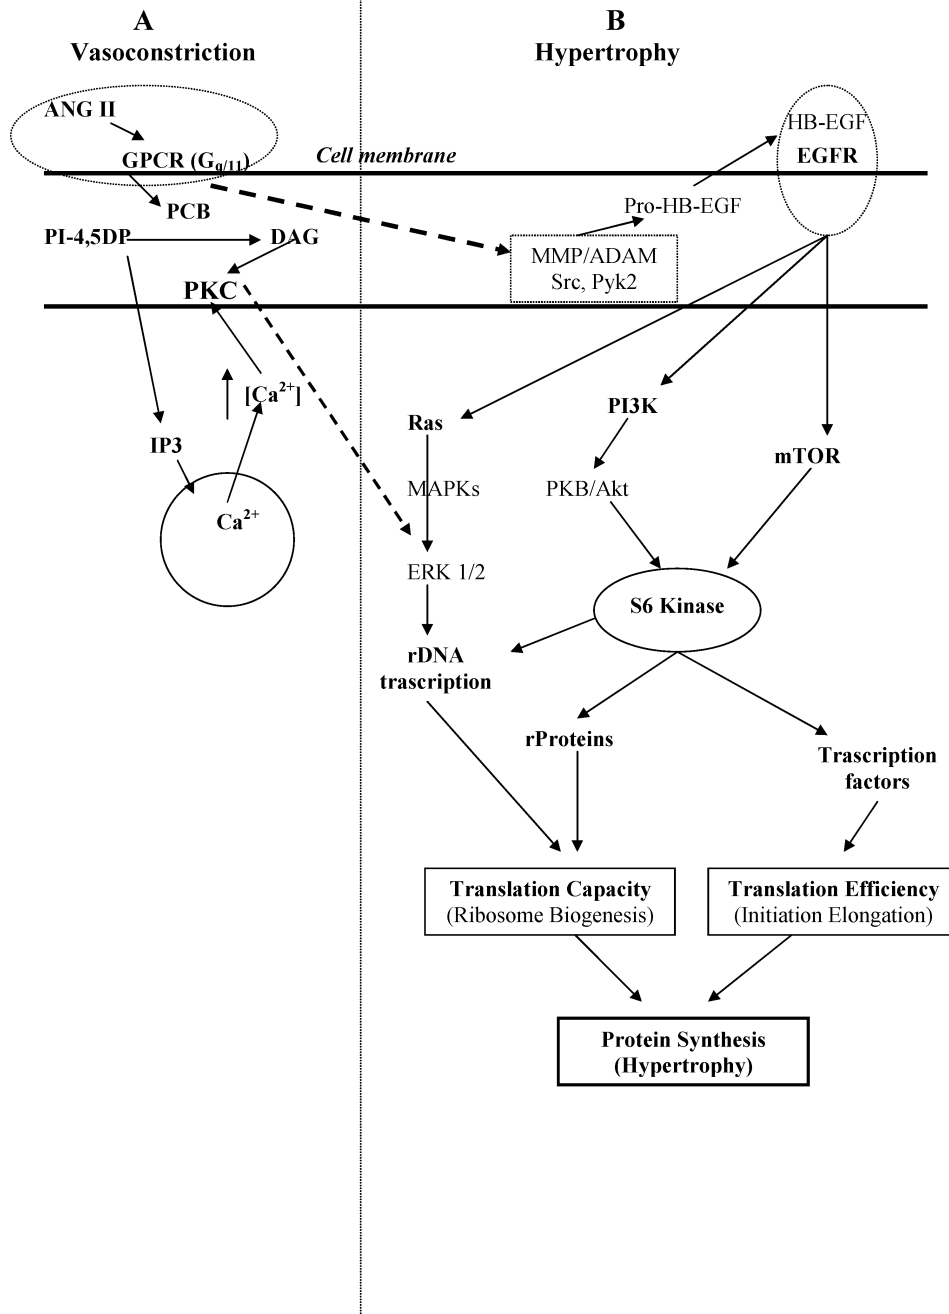 A
Vasoconstriction
B
Hypertrophy
ANG II
GPCR (Gq/11)
PCB
PI-4,5DP
DAG
PKC
[Ca2+]
IP3
Ca2+
Cell membrane
HB-EGF
EGFR
Pro-HB-EGF
MMP/ADAM
Src, Pyk2
Ras
PI3K
mTOR
MAPKs
PKB/Akt
ERK 1/2
S6 Kinase
rDNA
trascription
rProteins
Trascription
factors
Translation Capacity
(Ribosome Biogenesis)
Translation Efficiency
(Initiation Elongation)
Protein Synthesis
(Hypertrophy)